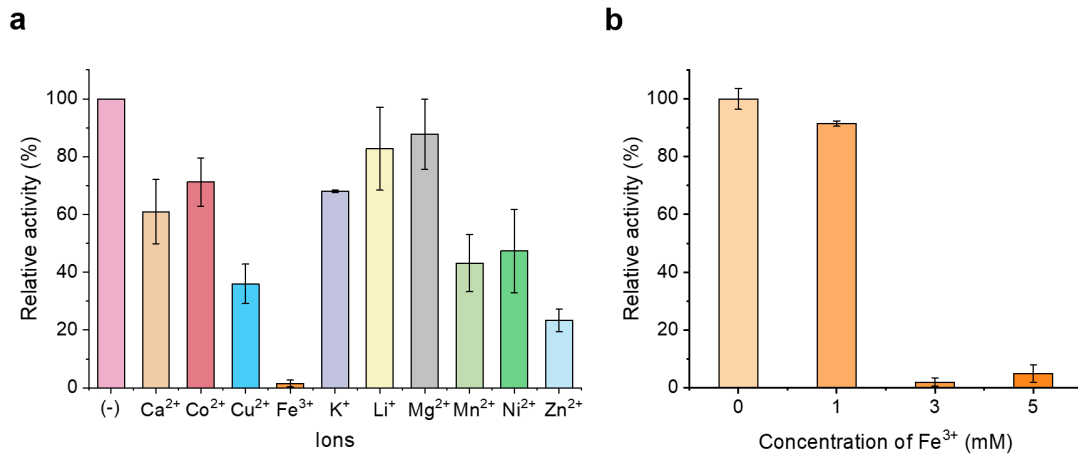 a
Relative activity (%)
100
80
60
40
20
0
(-) Ca²⁺ Co²⁺ Cu²⁺ Fe³⁺ K⁺ Li⁺ Mg²⁺ Mn²⁺ Ni²⁺ Zn²⁺
Ions
b
Relative activity (%)
100
80
60
40
20
0
0 1 3 5
Concentration of Fe³⁺ (mM)